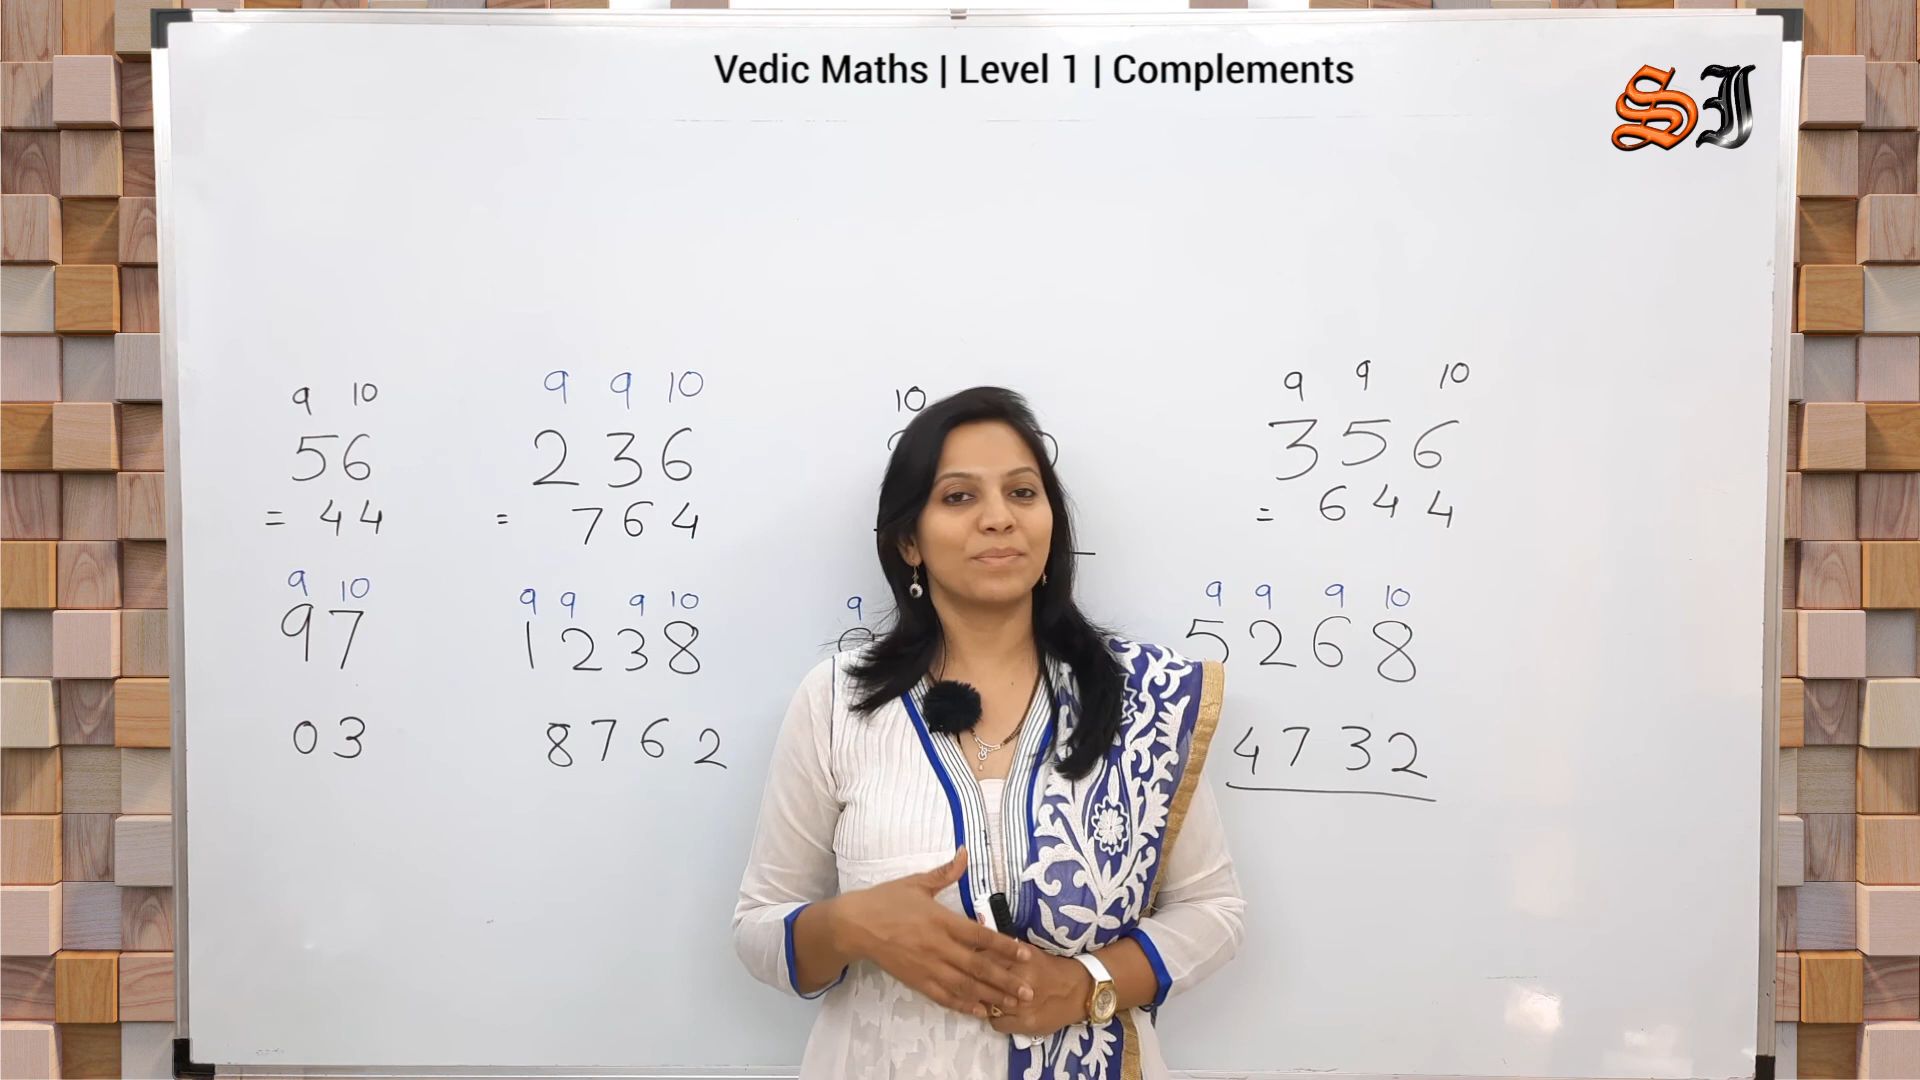 Vedic Maths | Level 1 | Complements
SJ
9 10
56
= 44
9 9 10
236
= 764
10
9 9 10
356
= 644
9 10
97
03
9 9 9 10
1238
8762
9
9 9 9 10
5268
4732